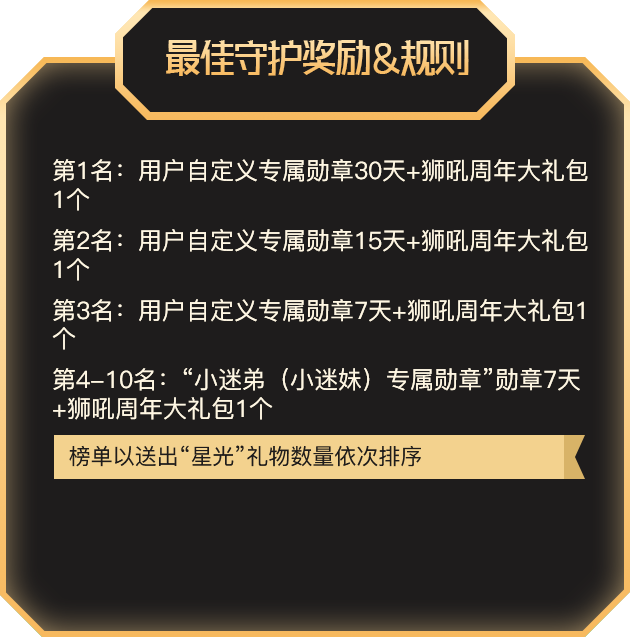 最佳守护奖励&规则
第1名：用户自定义专属勋章30天+狮吼周年大礼包
1个
第2名：用户自定义专属勋章15天+狮吼周年大礼包
1个
第3名：用户自定义专属勋章7天+狮吼周年大礼包1
个
第4-10名：“小迷弟（小迷妹）专属勋章”勋章7天
+狮吼周年大礼包1个
榜单以送出“星光”礼物数量依次排序